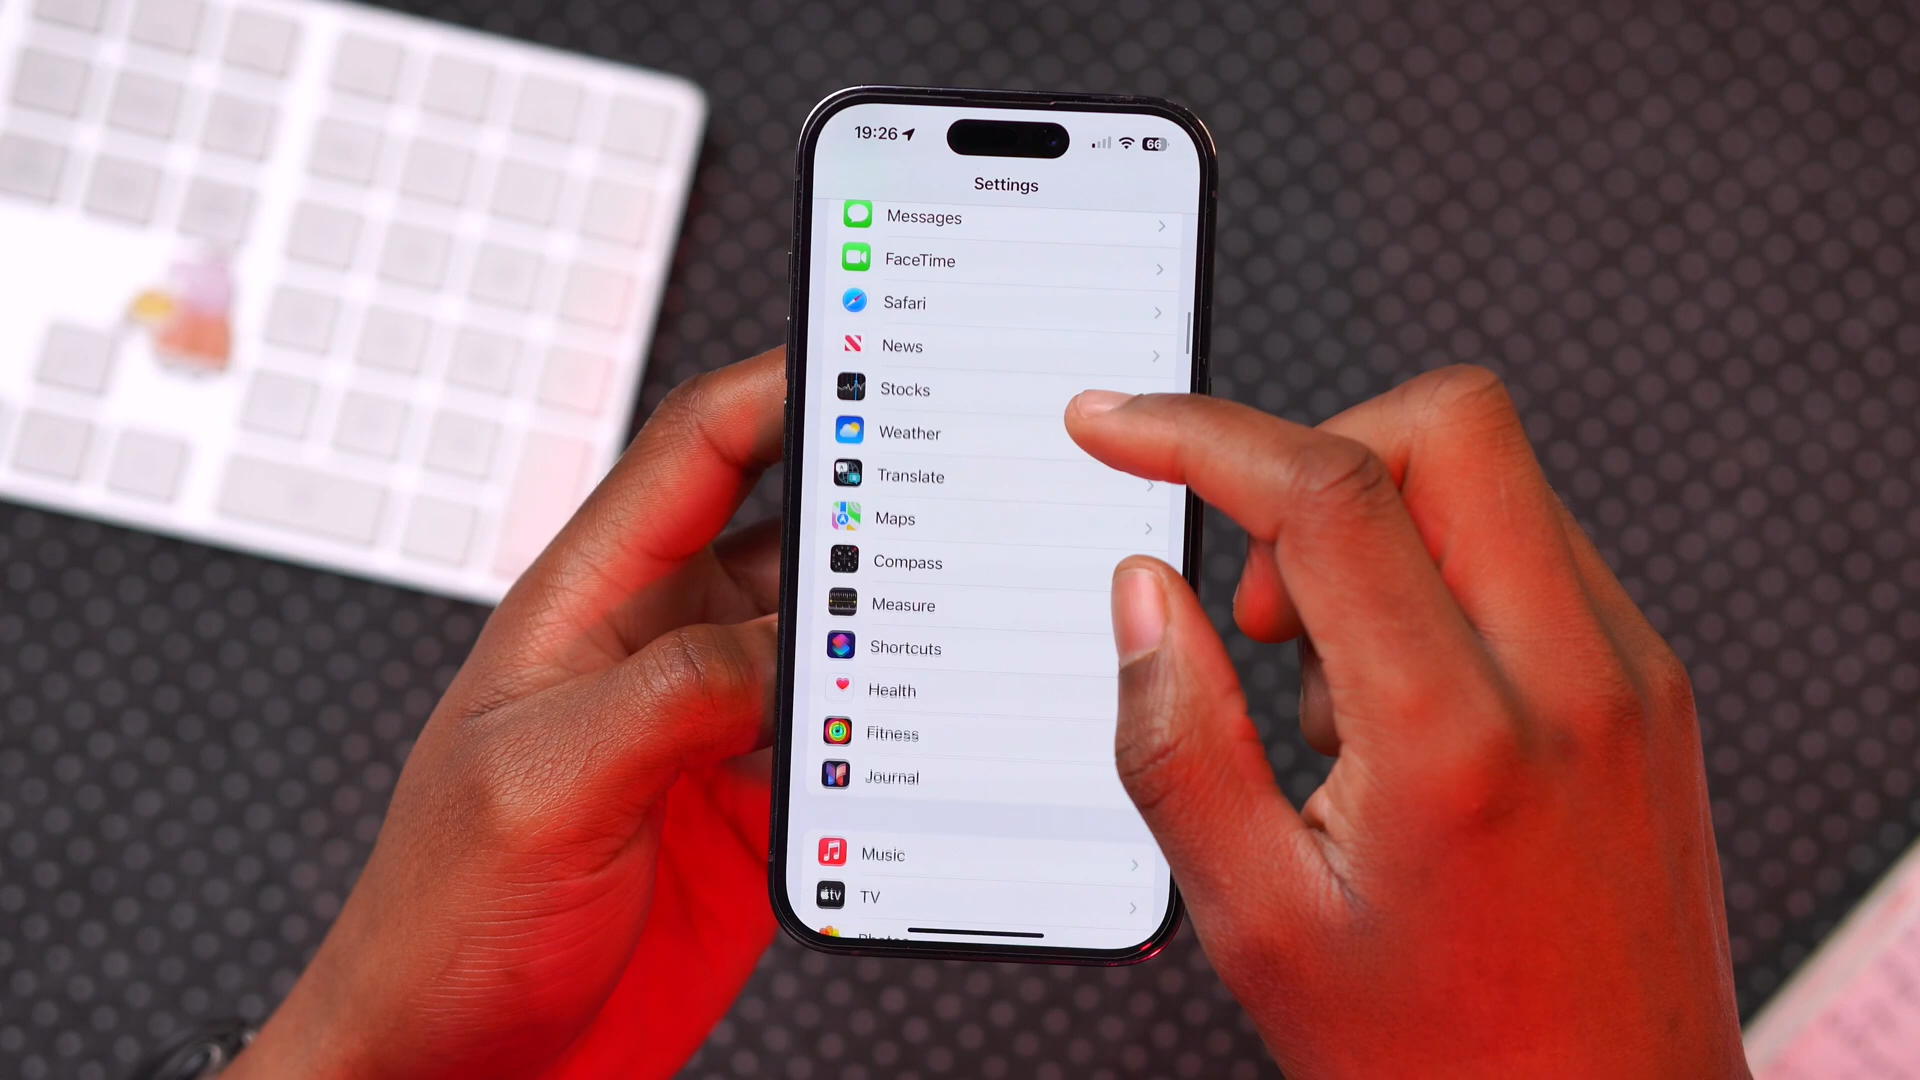 19:26
66
Settings
Messages
FaceTime
Safari
News
Stocks
Weather
Translate
Maps
Compass
Measure
Shortcuts
Health
Fitness
Journal
Music
tv
TV
Photos